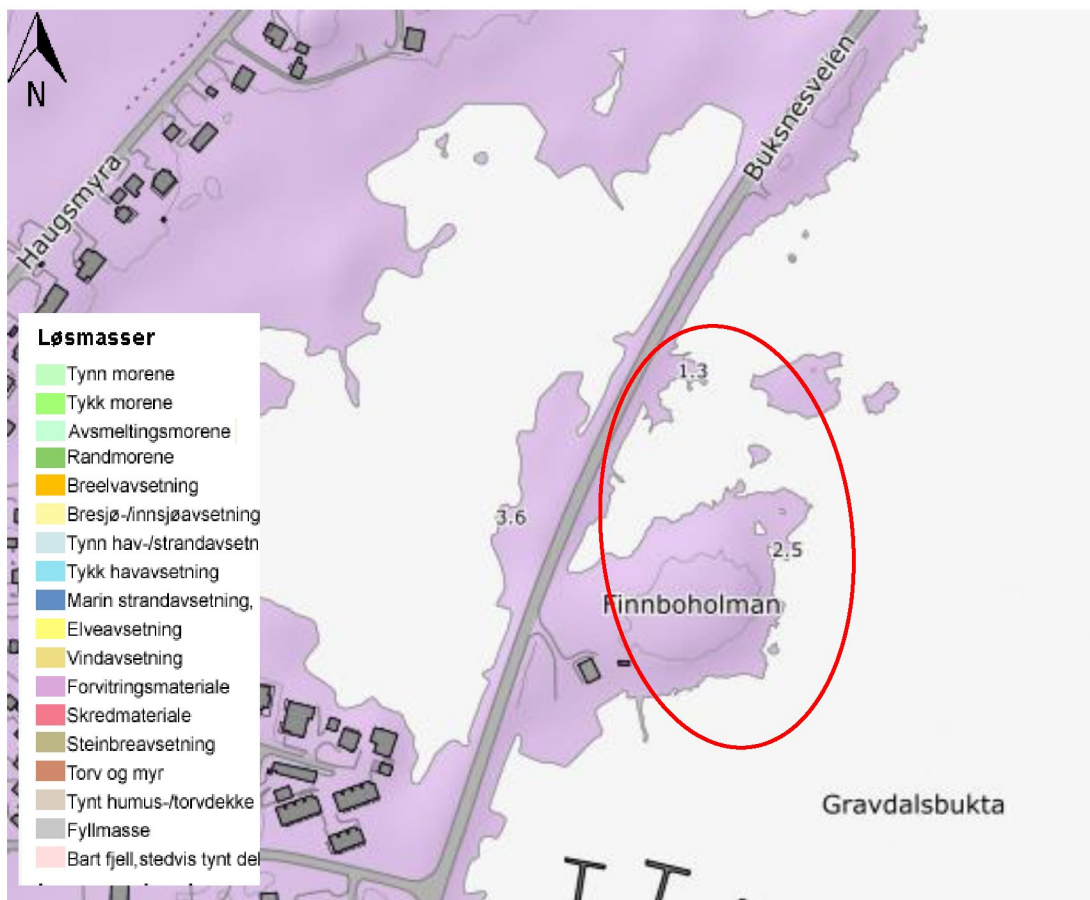 N
Buksnesveien
Haugsmyra
1.3
3.6
2.5
Finnboholman
Gravdalsbukta
Løsmasser
Tynn morene
Tykk morene
Avsmeltingsmorene
Randmorene
Breelvavsetning
Bresjø-/innsjøavsetning
Tynn hav-/strandavsetn
Tykk havavsetning
Marin strandavsetning,
Elveavsetning
Vindavsetning
Forvitringsmateriale
Skredmateriale
Steinbreavsetning
Torv og myr
Tynt humus-/torvdekke
Fyllmasse
Bart fjell,stedvis tynt del